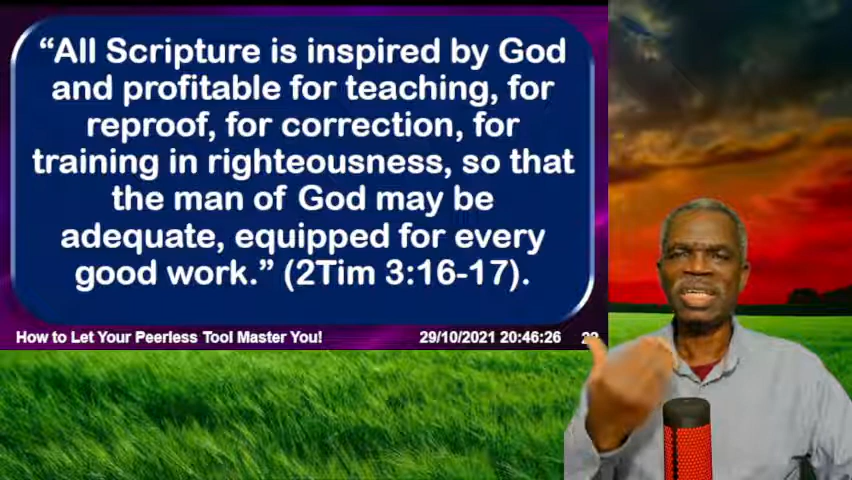 “All Scripture is inspired by God
and profitable for teaching, for
reproof, for correction, for
training in righteousness, so that
the man of God may be
adequate, equipped for every
good work.” (2Tim 3:16-17).
How to Let Your Peerless Tool Master You! 29/10/2021 20:46:26